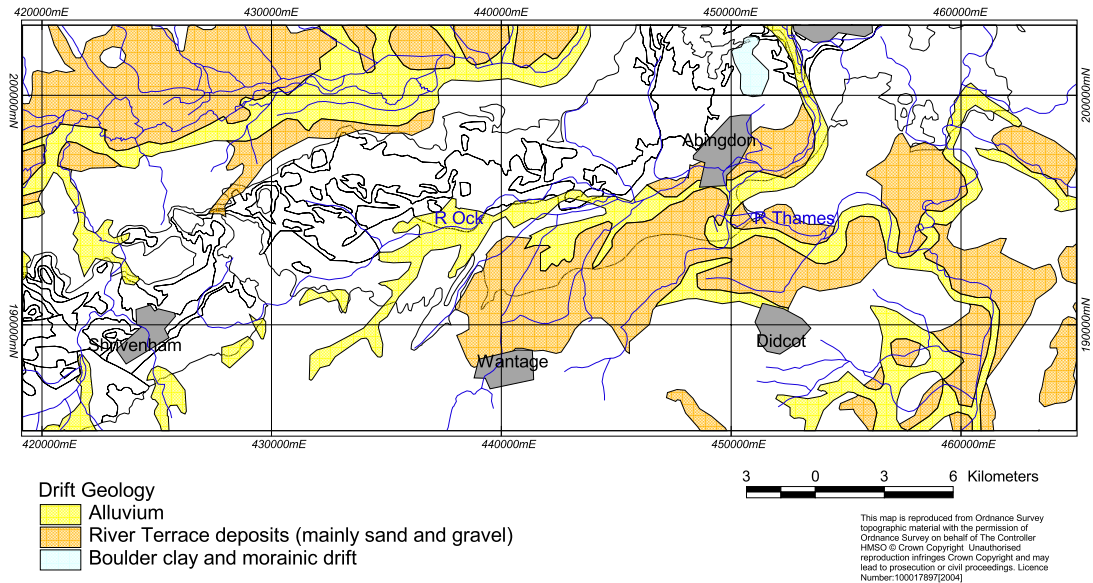 420000mE 430000mE 440000mE 450000mE 460000mE
200000mN 200000mN
Abingdon
R Ock R Thames
190000mN 190000mN
Shrivenham Didcot
Wantage
420000mE 430000mE 440000mE 450000mE 460000mE
3 0 3 6 Kilometers
Drift Geology
Alluvium
River Terrace deposits (mainly sand and gravel)
Boulder clay and morainic drift
This map is reproduced from Ordnance Survey
topographic material with the permission of
Ordnance Survey on behalf of The Controller
HMSO © Crown Copyright Unauthorised
reproduction infringes Crown Copyright and may
lead to prosecution or civil proceedings. Licence
Number:100017897[2004]